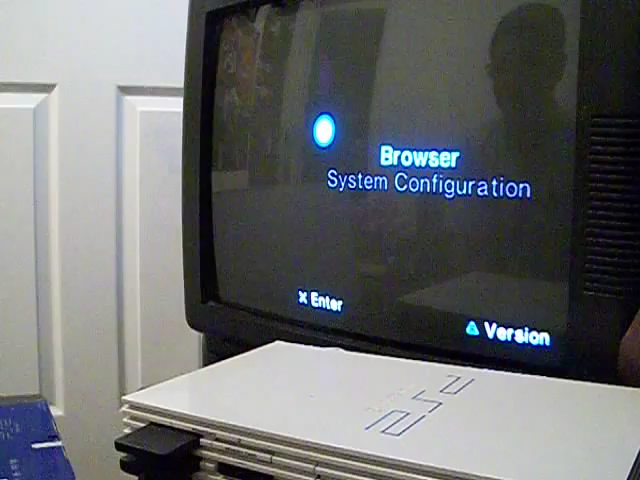 Browser
System Configuration
X Enter
△ Version
PS2